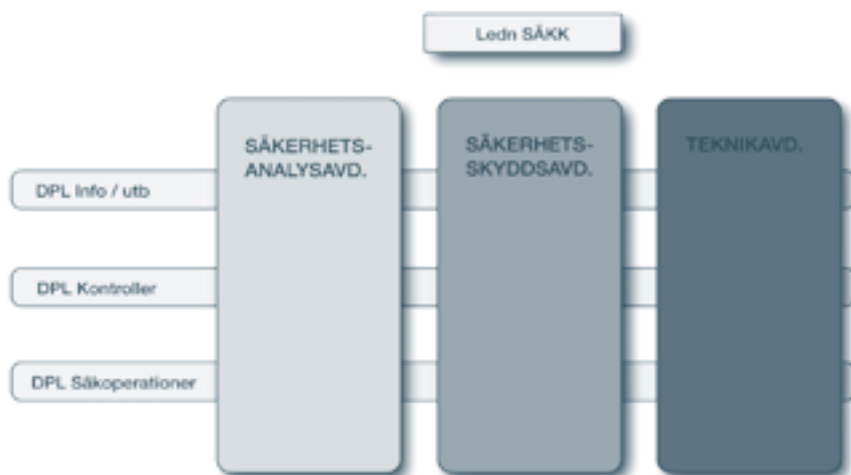 Ledn SÄKK
SÄKERHETS-
ANALYSAVD.
SÄKERHETS-
SKYDDSAVD.
TEKNIKAVD.
DPL Info / utb
DPL Kontroller
DPL Säkoperationer